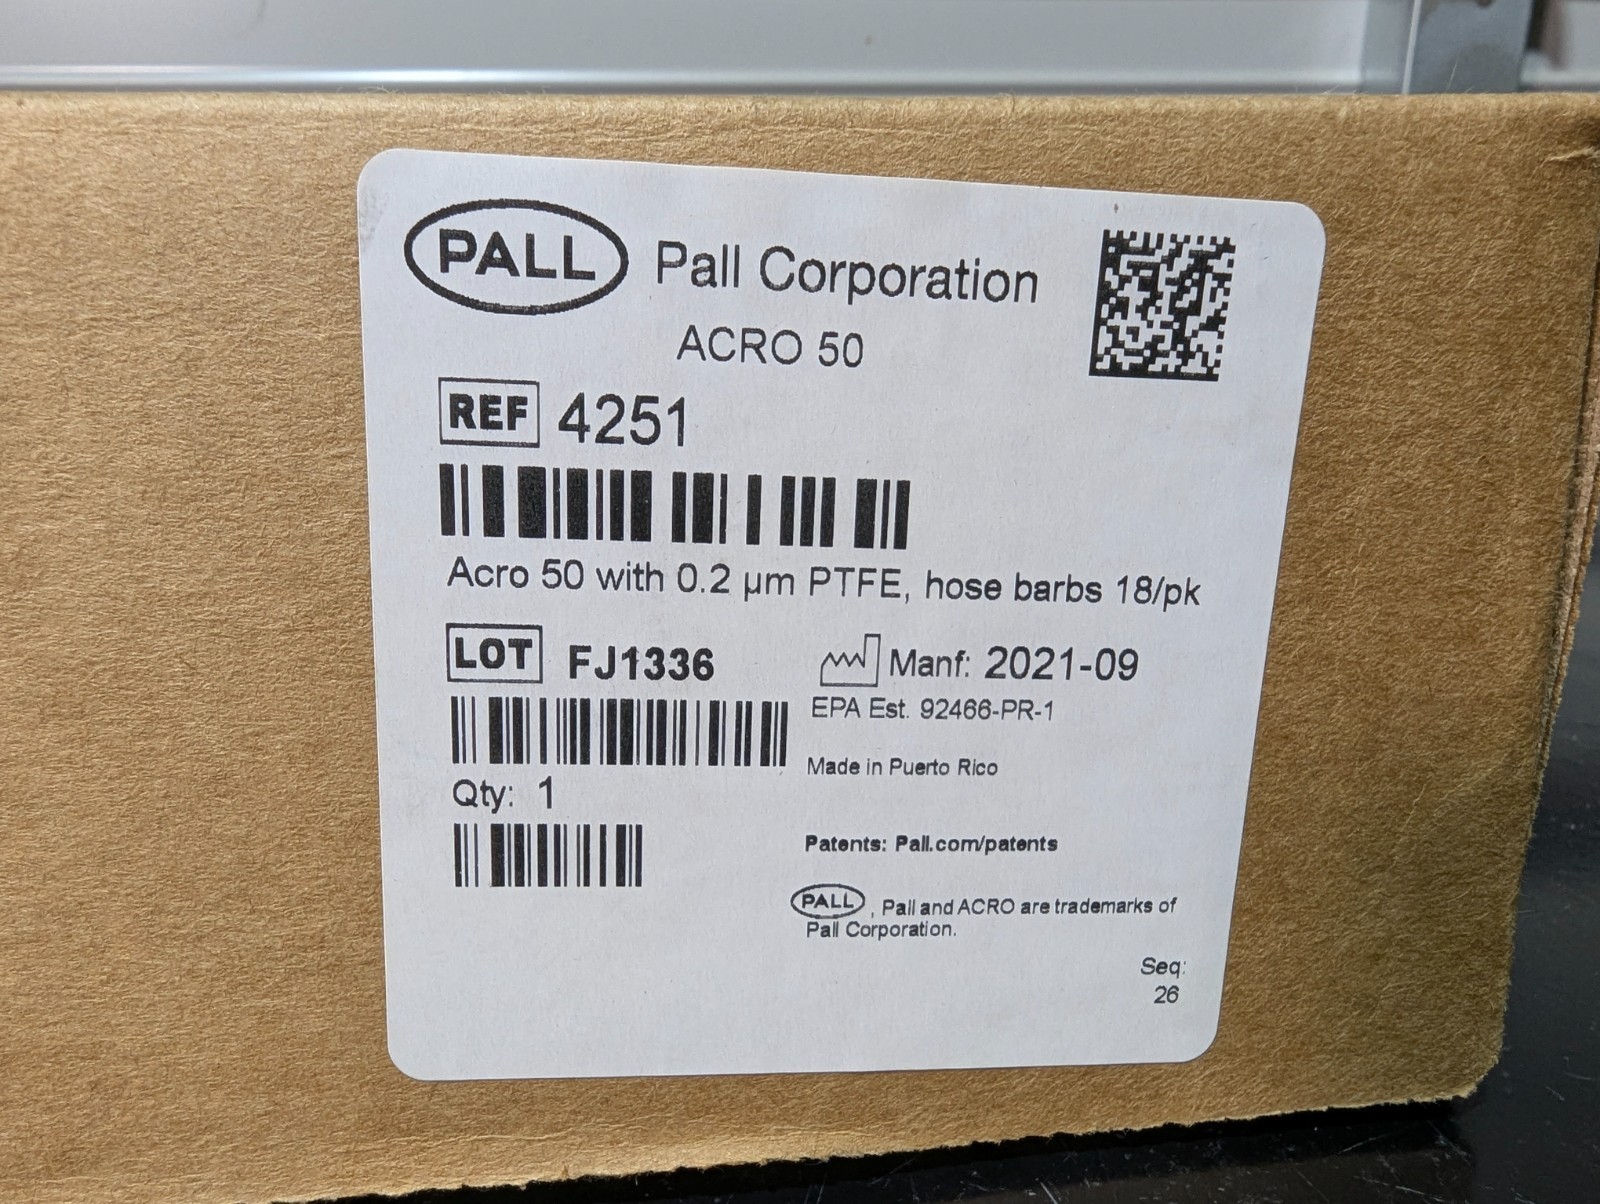 PALL Pall Corporation
ACRO 50
REF 4251
Acro 50 with 0.2 µm PTFE, hose barbs 18/pk
LOT FJ1336
Manf: 2021-09
EPA Est. 92466-PR-1
Made in Puerto Rico
Qty: 1
Patents: Pall.com/patents
PALL, Pall and ACRO are trademarks of
Pall Corporation.
Seq:
26